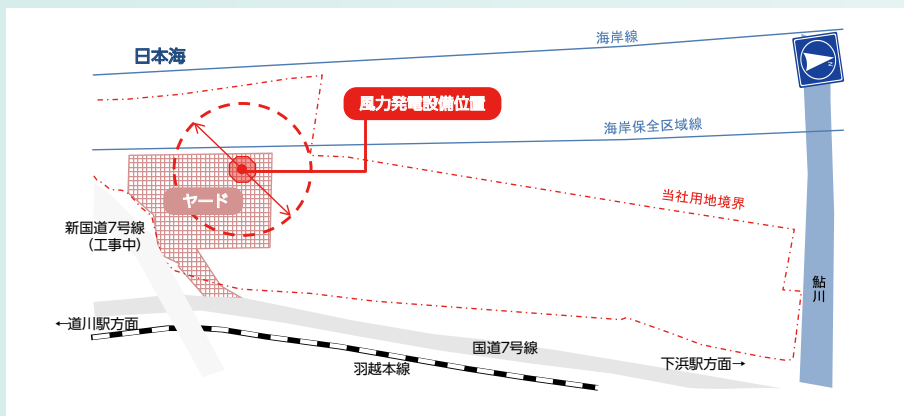 海岸線
日本海
N
風力発電設備位置
海岸保全区域線
当社用地境界
ヤード
新国道7号線
（工事中）
鮎川
←道川駅方面
国道7号線
下浜駅方面→
羽越本線